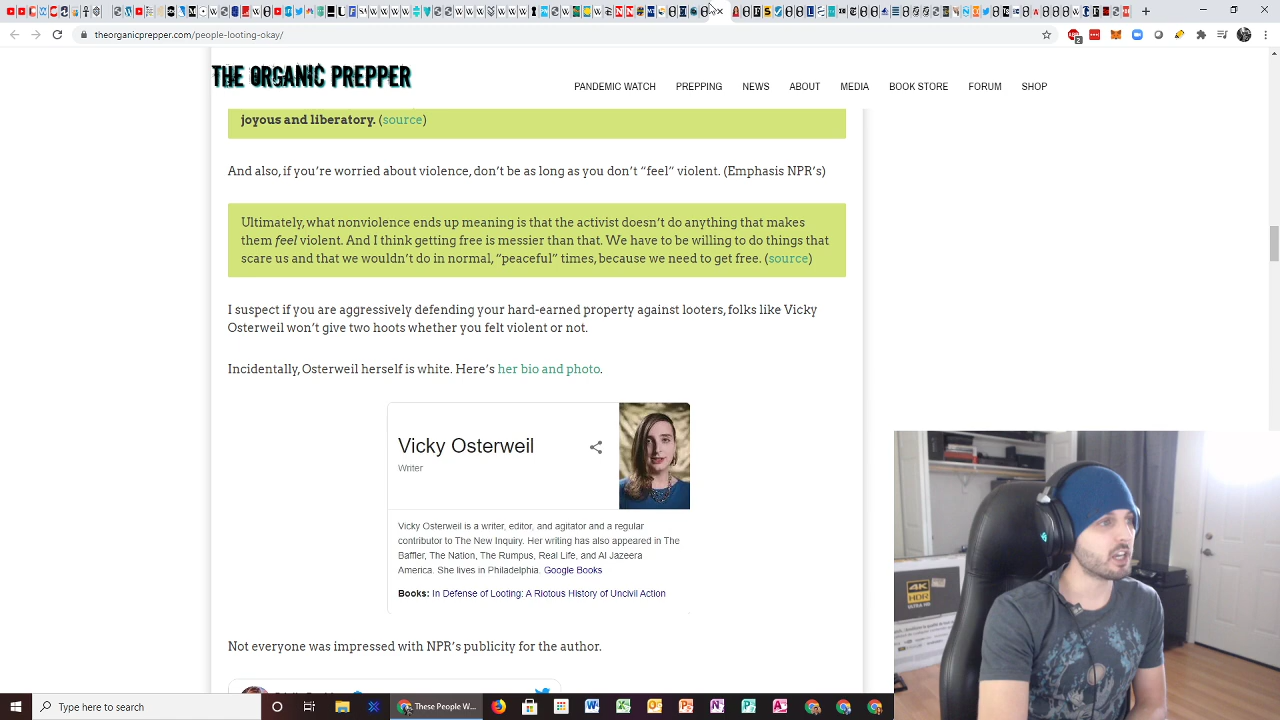 theorganicprepper.com/people-looting-okay/
2
THE ORGANIC PREPPER
PANDEMIC WATCH PREPPING NEWS ABOUT MEDIA BOOK STORE FORUM SHOP
joyous and liberatory. (source)
And also, if you’re worried about violence, don’t be as long as you don’t “feel” violent. (Emphasis NPR’s)
Ultimately, what nonviolence ends up meaning is that the activist doesn’t do anything that makes
them feel violent. And I think getting free is messier than that. We have to be willing to do things that
scare us and that we wouldn’t do in normal, “peaceful” times, because we need to get free. (source)
I suspect if you are aggressively defending your hard-earned property against looters, folks like Vicky
Osterweil won’t give two hoots whether you felt violent or not.
Incidentally, Osterweil herself is white. Here’s her bio and photo.
Vicky Osterweil
Writer
Vicky Osterweil is a writer, editor, and agitator and a regular
contributor to The New Inquiry. Her writing has also appeared in The
Baffler, The Nation, The Rumpus, Real Life, and Al Jazeera
America. She lives in Philadelphia. Google Books
Books: In Defense of Looting: A Riotous History of Uncivil Action
Not everyone was impressed with NPR’s publicity for the author.
4K
HDR
ULTRA HD
Type here to search
These People W...